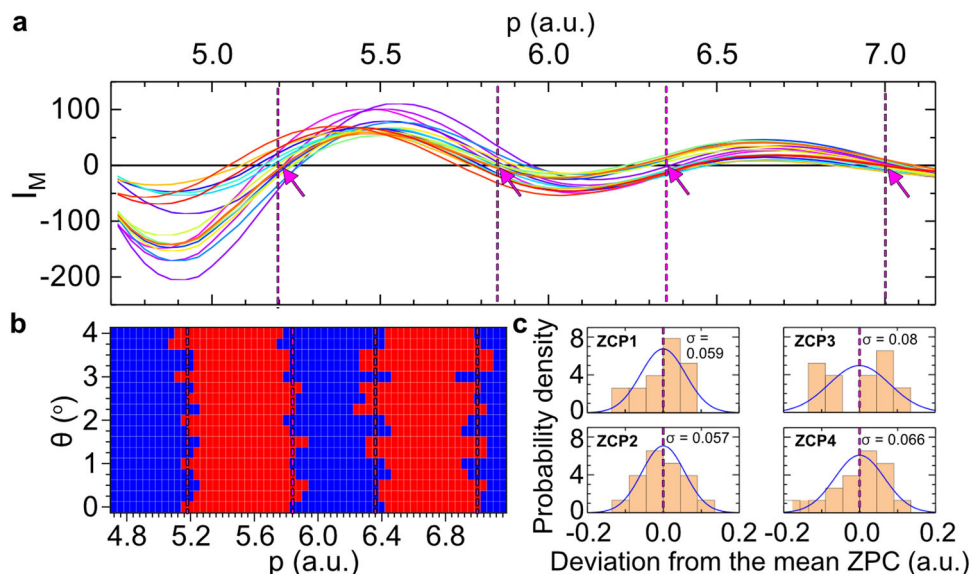 a
p (a.u.)
5.0 5.5 6.0 6.5 7.0
I_M
100
0
-100
-200
b
θ (°)
4
3
2
1
0
4.8 5.2 5.6 6.0 6.4 6.8
p (a.u.)
c
Probability density
ZCP1 σ = 0.059
ZCP3 σ = 0.08
8
4
0
ZCP2 σ = 0.057
ZCP4 σ = 0.066
8
4
0
-0.2 0.0 0.2 -0.2 0.0 0.2
Deviation from the mean ZPC (a.u.)